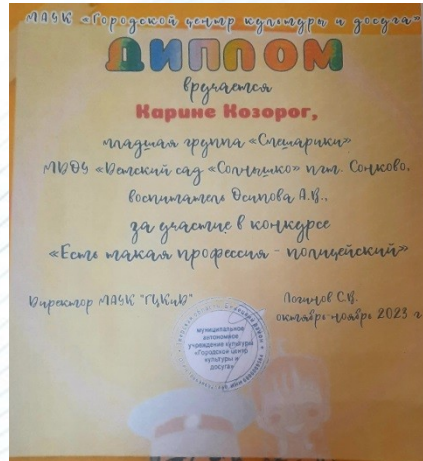 МАУК «Городской центр культуры и досуга»
ДИПЛОМ
вручается
Карине Козорог,
младшая группа «Смешарики»
МДОУ «Детский сад «Солнышко» пгт. Сонково,
воспитатель Осипова А.В.,
за участие в конкурсе
«Есть такая профессия - полицейский»
Директор МАУК "ГЦКиД" Логинов С.В.
октябрь-ноябрь 2023 г
муниципальное
автономное
учреждение культуры
«Городской центр
культуры и
досуга»